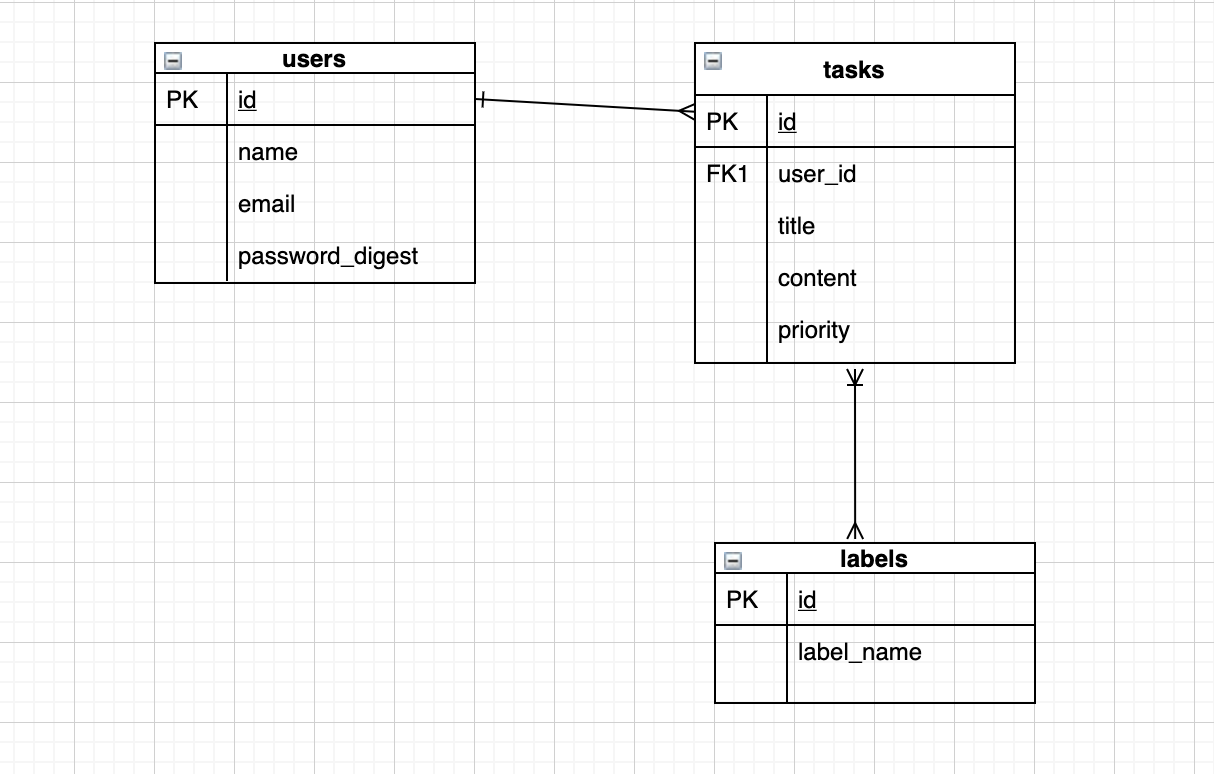 users
PK id
name
email
password_digest
tasks
PK id
FK1 user_id
title
content
priority
labels
PK id
label_name